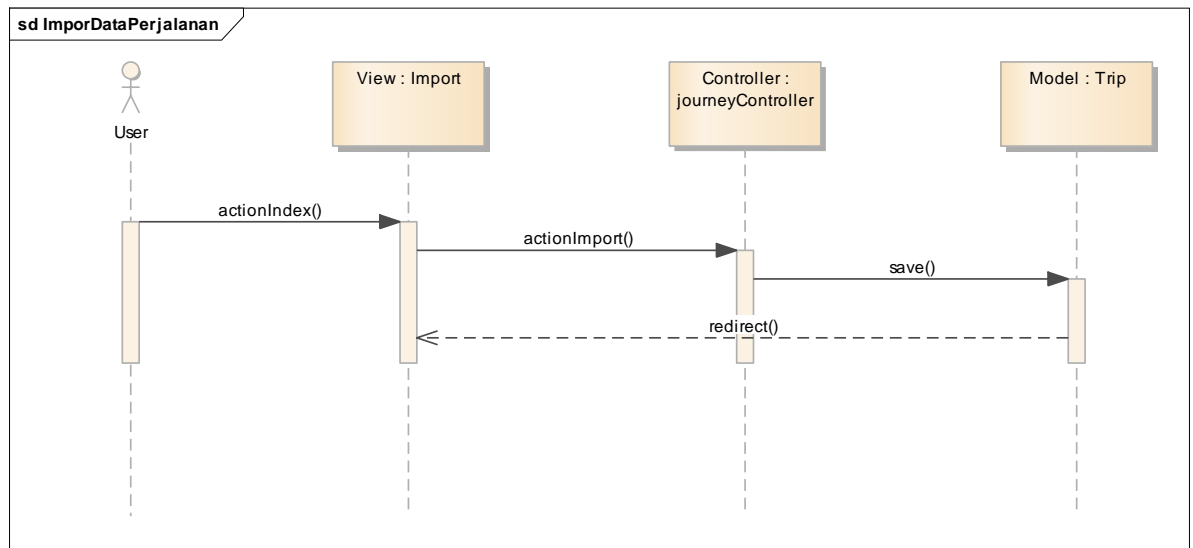 sd ImporDataPerjalanan
User
View : Import
Controller :
journeyController
Model : Trip
actionIndex()
actionImport()
save()
redirect()